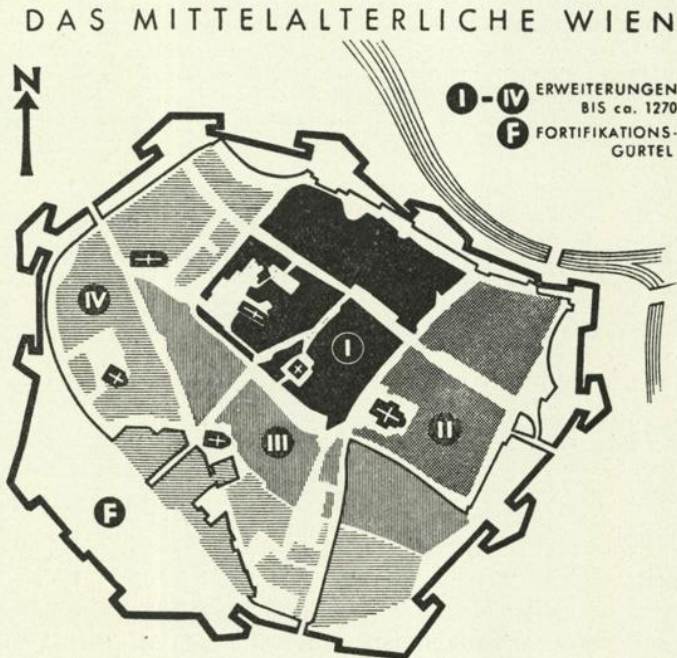 DAS MITTELALTERLICHE WIEN
N
I - IV ERWEITERUNGEN
BIS ca. 1270
F FORTIFIKATIONS-
GÜRTEL
IV
I
III
II
F